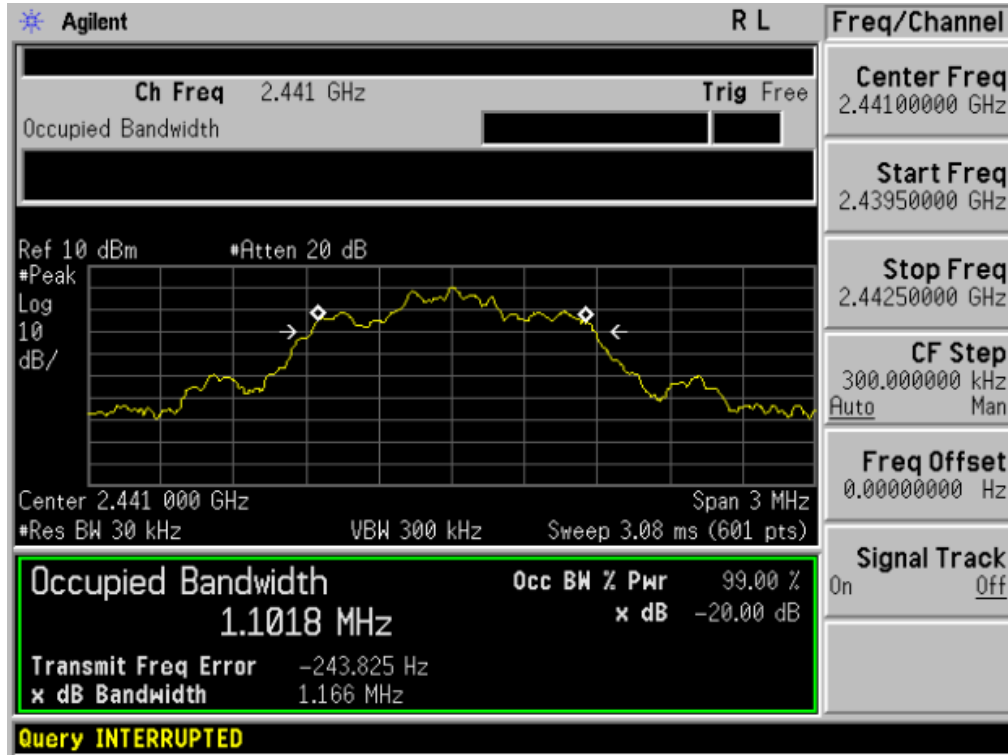 Agilent R L
Ch Freq 2.441 GHz Trig Free
Occupied Bandwidth
Ref 10 dBm #Atten 20 dB
#Peak
Log
10
dB/
Center 2.441 000 GHz Span 3 MHz
#Res BW 30 kHz VBW 300 kHz Sweep 3.08 ms (601 pts)
Occupied Bandwidth
1.1018 MHz
Occ BW % Pwr 99.00 %
x dB -20.00 dB
Transmit Freq Error -243.825 Hz
x dB Bandwidth 1.166 MHz
Query INTERRUPTED
Freq/Channel
Center Freq
2.44100000 GHz
Start Freq
2.43950000 GHz
Stop Freq
2.44250000 GHz
CF Step
300.000000 kHz
Auto Man
Freq Offset
0.00000000 Hz
Signal Track
On Off